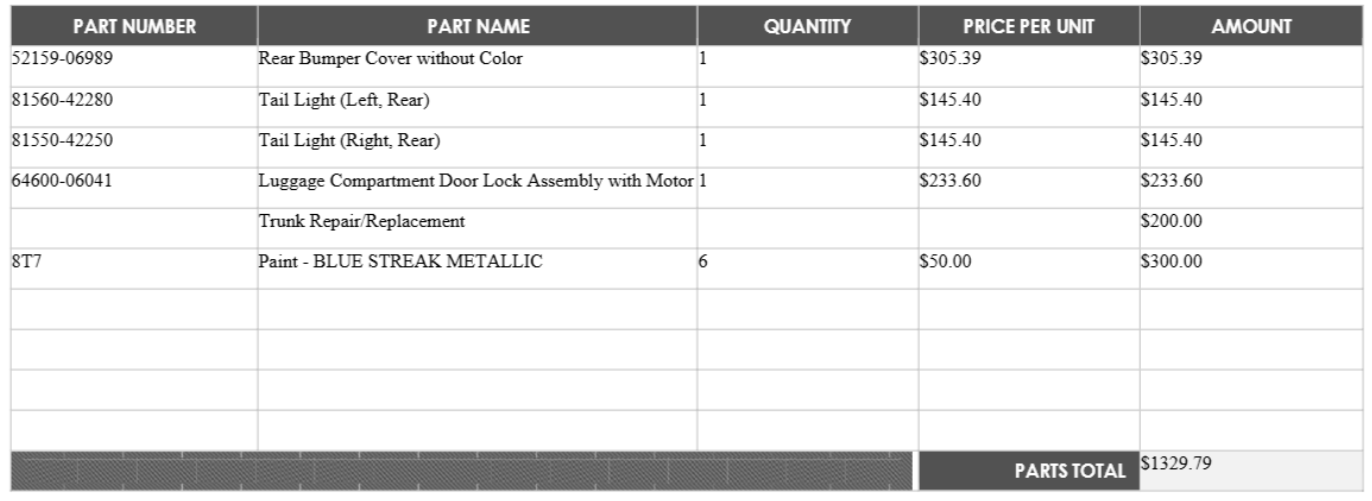 PART NUMBER PART NAME QUANTITY PRICE PER UNIT AMOUNT
52159-06989 Rear Bumper Cover without Color 1 $305.39 $305.39
81560-42280 Tail Light (Left, Rear) 1 $145.40 $145.40
81550-42250 Tail Light (Right, Rear) 1 $145.40 $145.40
64600-06041 Luggage Compartment Door Lock Assembly with Motor 1 $233.60 $233.60
Trunk Repair/Replacement $200.00
8T7 Paint - BLUE STREAK METALLIC 6 $50.00 $300.00
PARTS TOTAL $1329.79